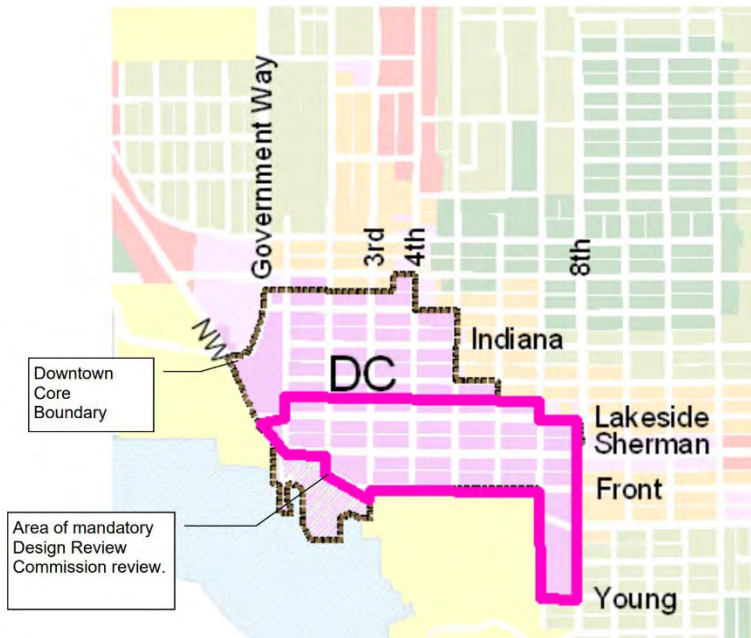 Government Way
3rd
4th
8th
NW
Indiana
Downtown
Core
Boundary
DC
Lakeside
Sherman
Front
Area of mandatory
Design Review
Commission review.
Young